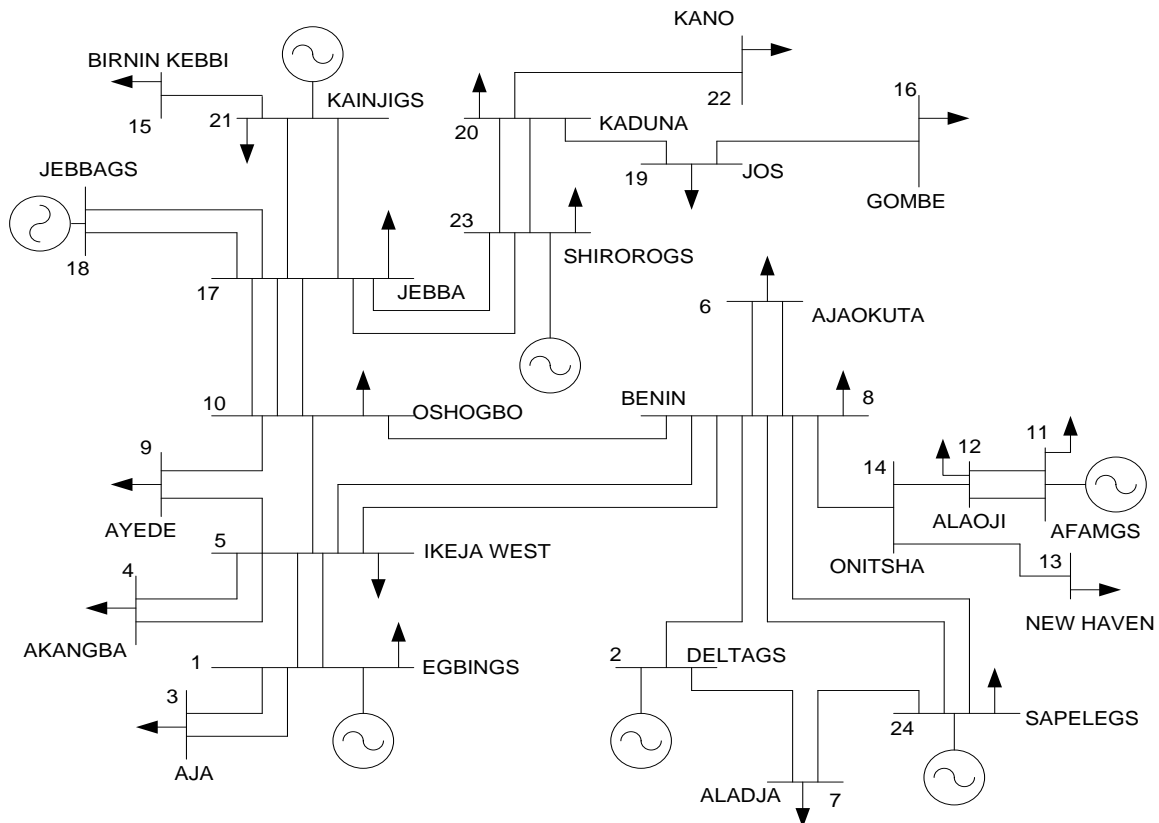 KANO
BIRNIN KEBBI
KAINJIGS
22
16
15
21
20
KADUNA
JEBBAGS
19
JOS
GOMBE
23
SHIROROGS
18
17
JEBBA
6
AJAOKUTA
10
OSHOGBO
BENIN
8
9
14
12
11
AYEDE
ALAOJI
AFAMGS
5
IKEJA WEST
ONITSHA
13
4
AKANGBA
NEW HAVEN
1
EGBINGS
2
DELTAGS
3
SAPELEGS
24
AJA
ALADJA
7